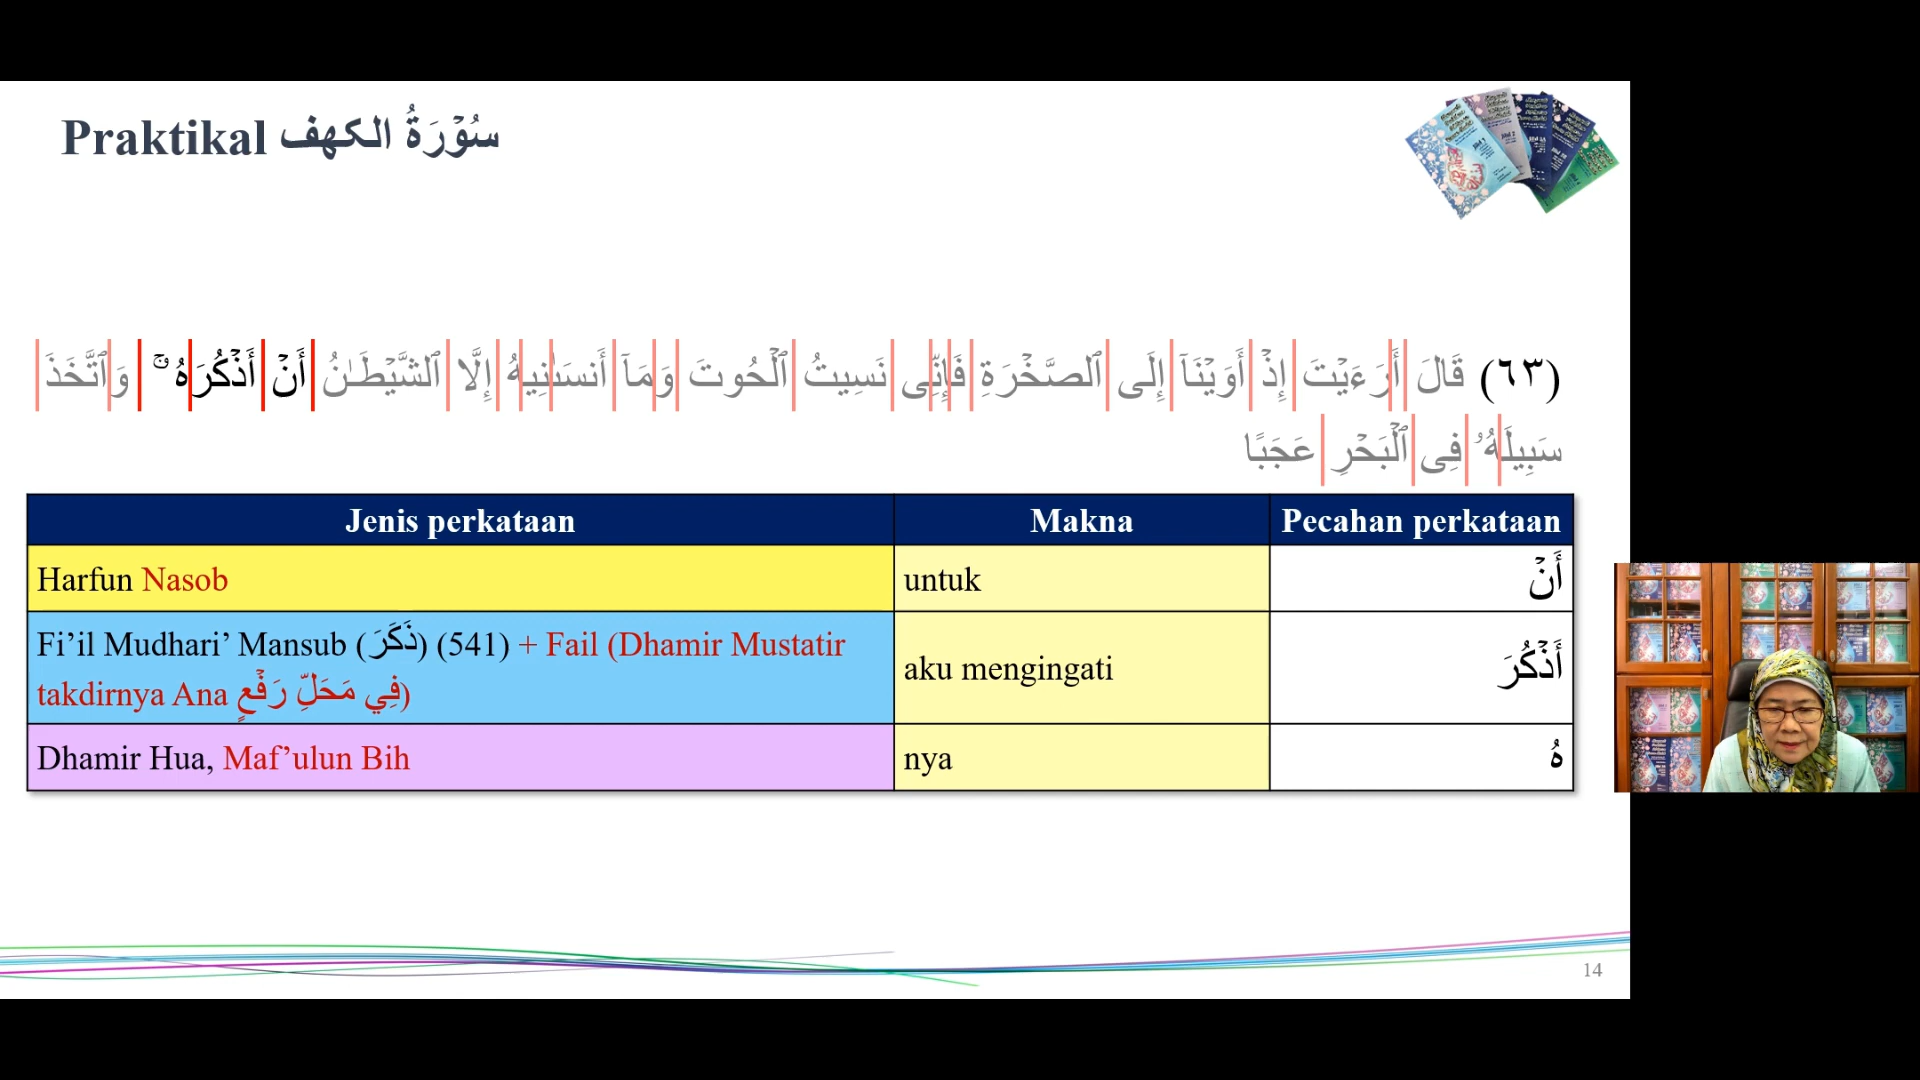 Praktikal سُوۡرَةُ الكهف
(٦٣) قَالَ أَرَءَيۡتَ إِذۡ أَوَيۡنَآ إِلَى ٱلصَّخۡرَةِ فَإِنِّى نَسِيتُ ٱلۡحُوتَ وَمَآ أَنسَىٰنِيهُ إِلَّا ٱلشَّيۡطَـٰنُ أَنۡ أَذۡكُرَهُ ۚ وَٱتَّخَذَ
سَبِيلَهُۥ فِى ٱلۡبَحۡرِ عَجَبًا
Jenis perkataan Makna Pecahan perkataan
Harfun Nasob untuk أَنۡ
Fi’il Mudhari’ Mansub (ذَكَرَ) (541) + Fail (Dhamir Mustatir
takdirnya Ana فِي مَحَلِّ رَفۡعٍ) aku mengingati أَذۡكُرَ
Dhamir Hua, Maf’ulun Bih nya هُ
14